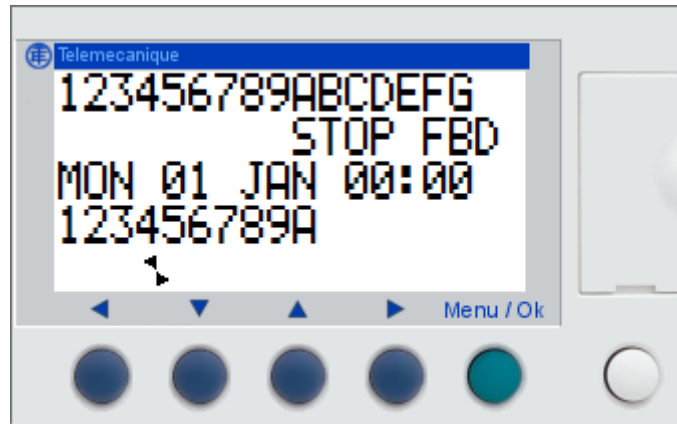 Telemecanique
123456789ABCDEFG
STOP FBD
MON 01 JAN 00:00
123456789A
Menu / Ok